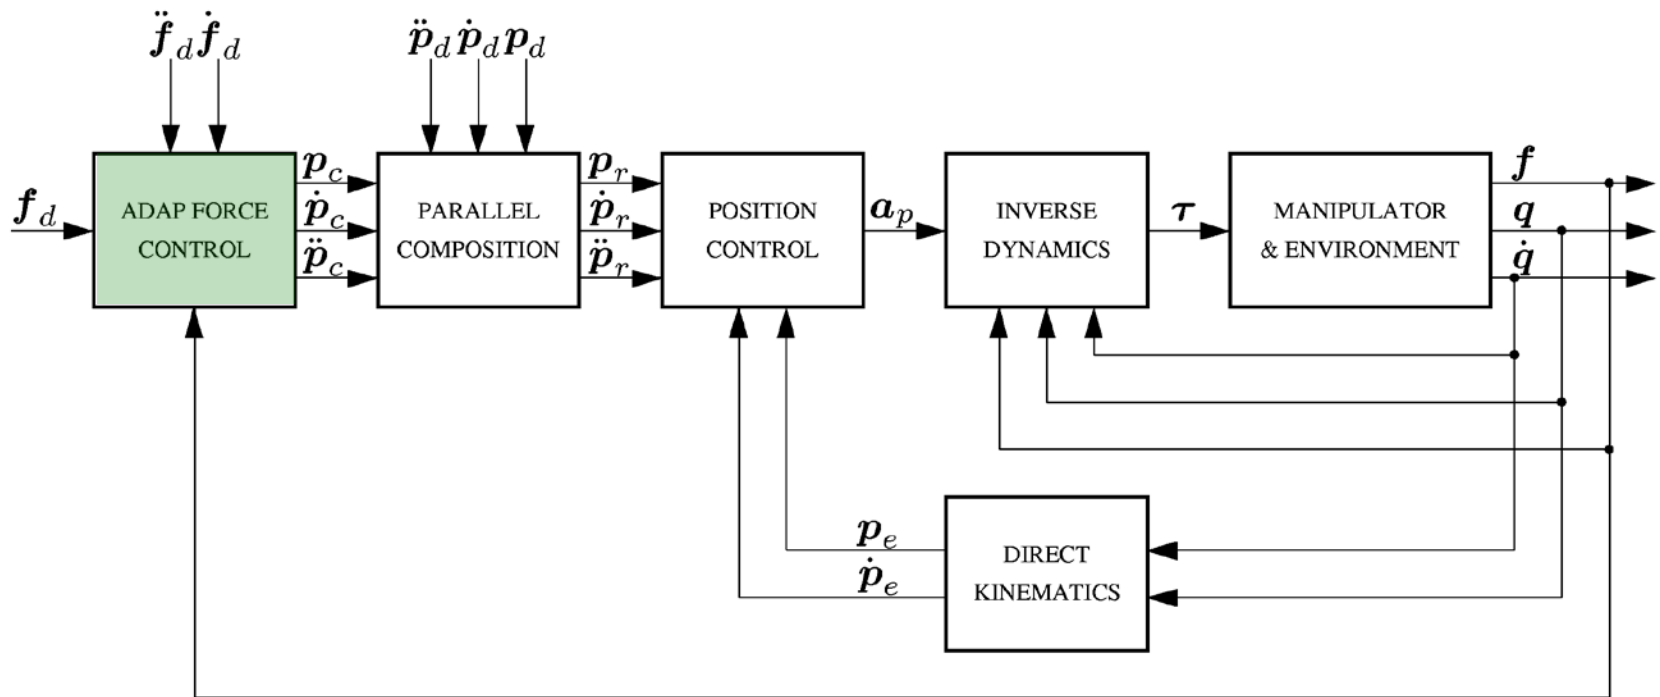 f̈_d ḟ_d
p̈_d ṗ_d p_d
f_d
ADAP FORCE
CONTROL
p_c
ṗ_c
p̈_c
PARALLEL
COMPOSITION
p_r
ṗ_r
p̈_r
POSITION
CONTROL
a_p
INVERSE
DYNAMICS
τ
MANIPULATOR
& ENVIRONMENT
f
q
q̇
p_e
ṗ_e
DIRECT
KINEMATICS